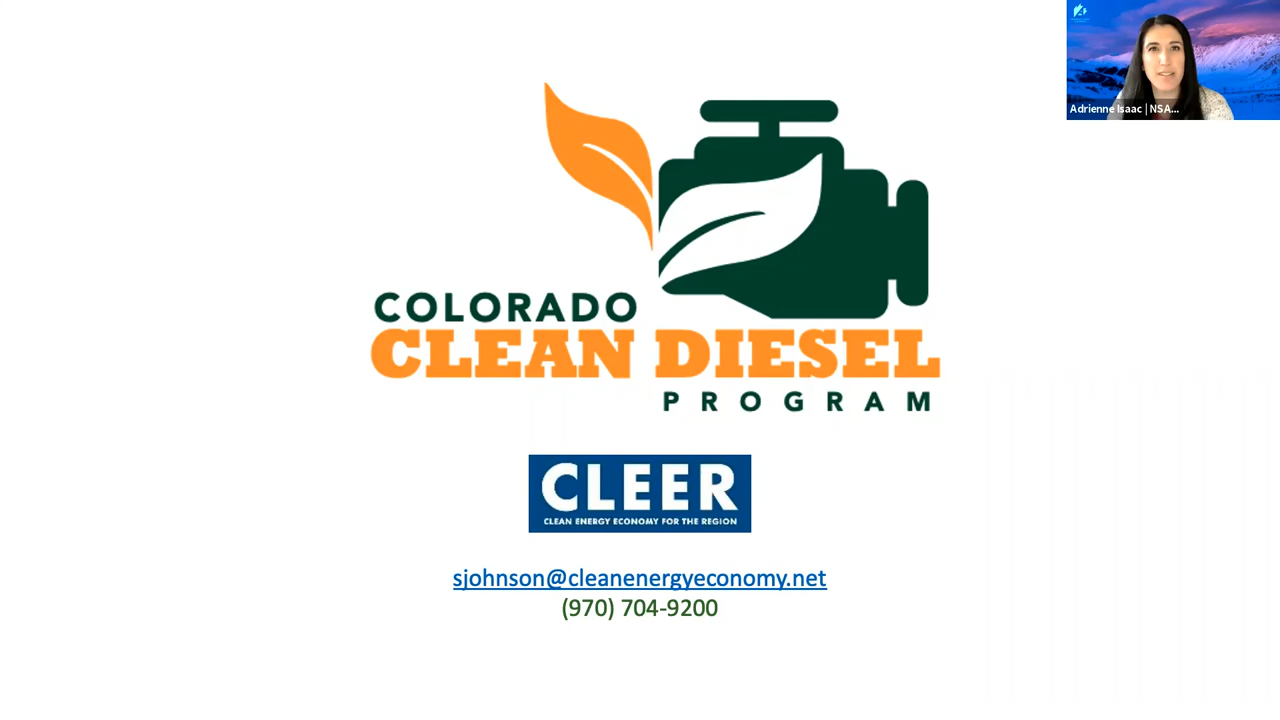 Adrienne Isaac | NSA...
COLORADO
CLEAN DIESEL
PROGRAM
CLEER
CLEAN ENERGY ECONOMY FOR THE REGION
sjohnson@cleanenergyeconomy.net
(970) 704-9200